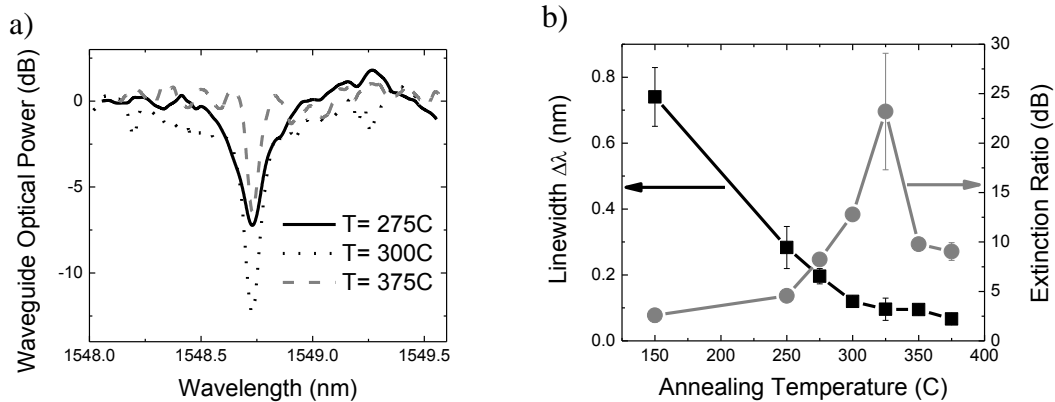 a)
Waveguide Optical Power (dB)
0
-5
-10
1548.0 1548.5 1549.0 1549.5
Wavelength (nm)
T= 275C
T= 300C
T= 375C
b)
Linewidth Δλ (nm)
0.8
0.6
0.4
0.2
0.0
150 200 250 300 350 400
Annealing Temperature (C)
30
25
20
15
10
5
0
Extinction Ratio (dB)